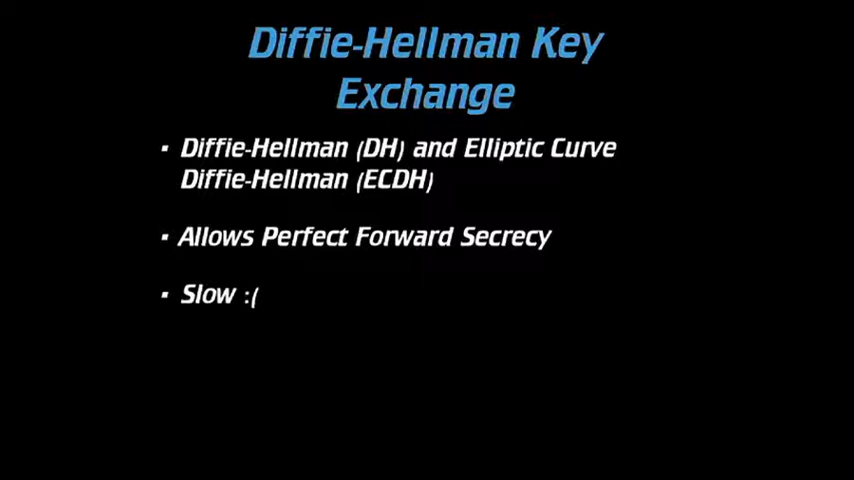 Diffie-Hellman Key
Exchange
• Diffie-Hellman (DH) and Elliptic Curve
Diffie-Hellman (ECDH)
• Allows Perfect Forward Secrecy
• Slow :(